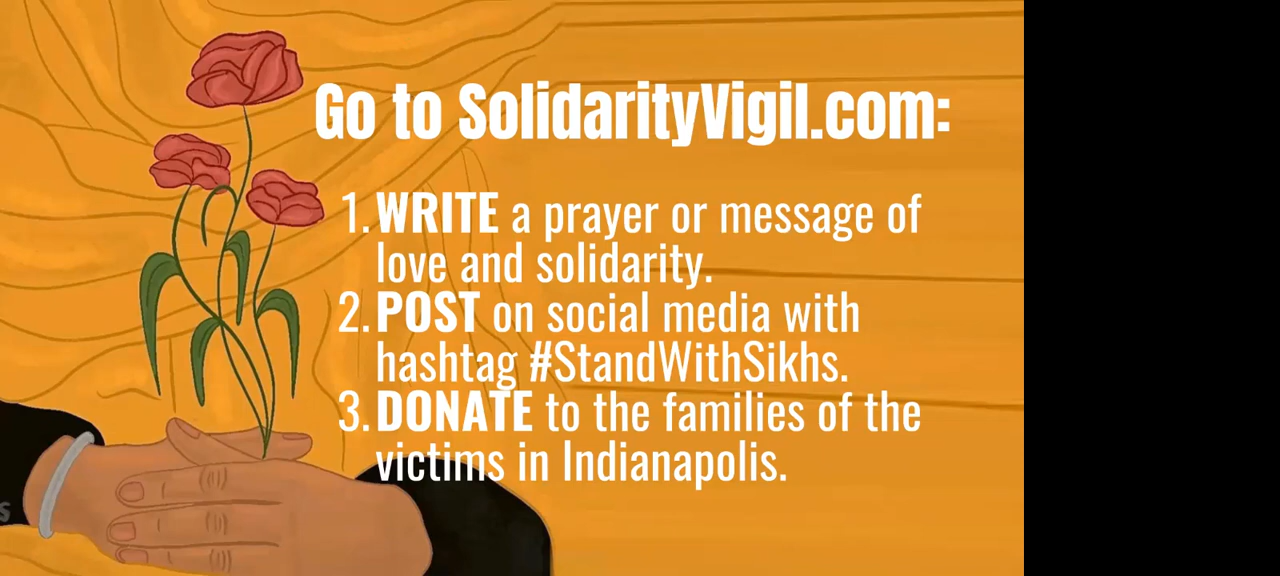 Go to SolidarityVigil.com:
1. WRITE a prayer or message of
love and solidarity.
2. POST on social media with
hashtag #StandWithSikhs.
3. DONATE to the families of the
victims in Indianapolis.